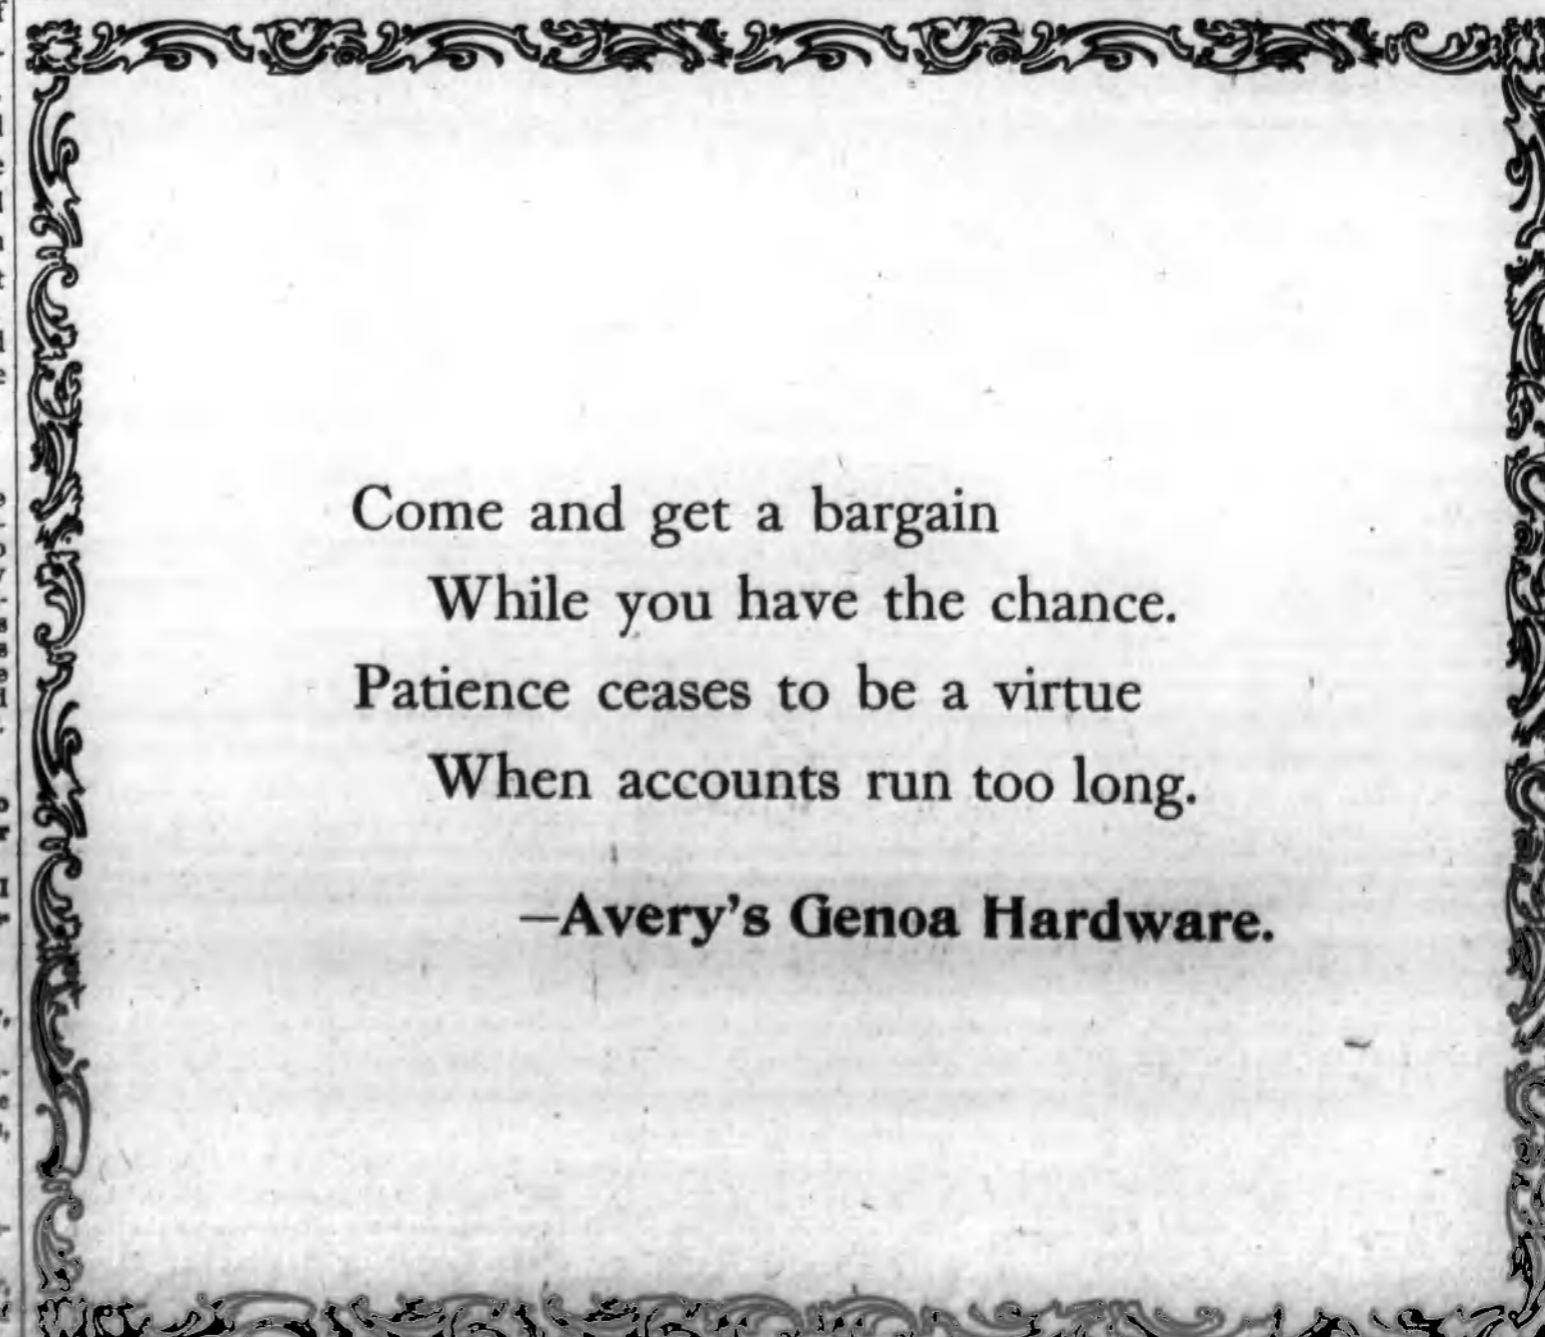 Come and get a bargain
While you have the chance.
Patience ceases to be a virtue
When accounts run too long.
—Avery's Genoa Hardware.